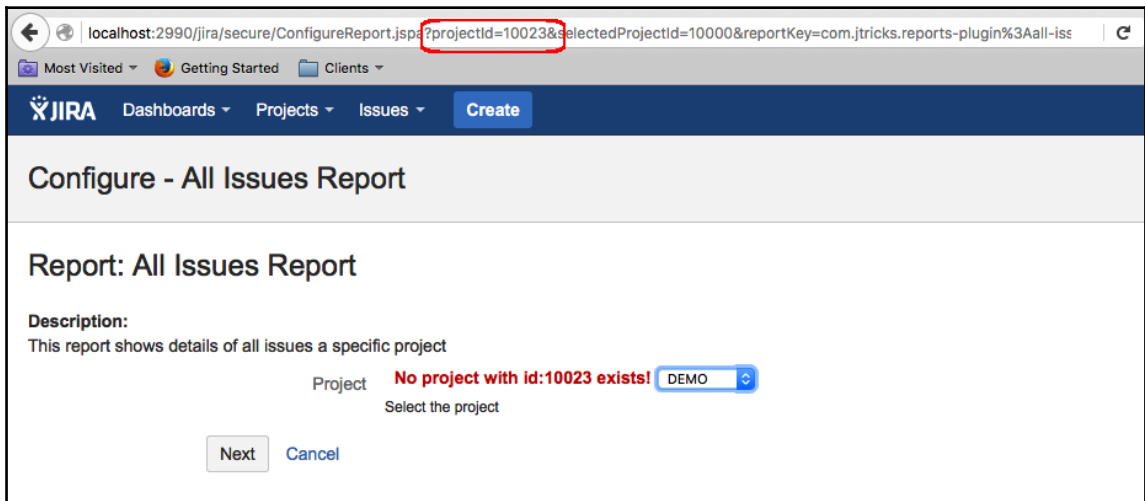 localhost:2990/jira/secure/ConfigureReport.jspa?projectId=10023&selectedProjectId=10000&reportKey=com.jtricks.reports-plugin%3Aall-iss
Most Visited Getting Started Clients
JIRA Dashboards Projects Issues Create
Configure - All Issues Report
Report: All Issues Report
Description:
This report shows details of all issues a specific project
Project No project with id:10023 exists! DEMO
Select the project
Next Cancel